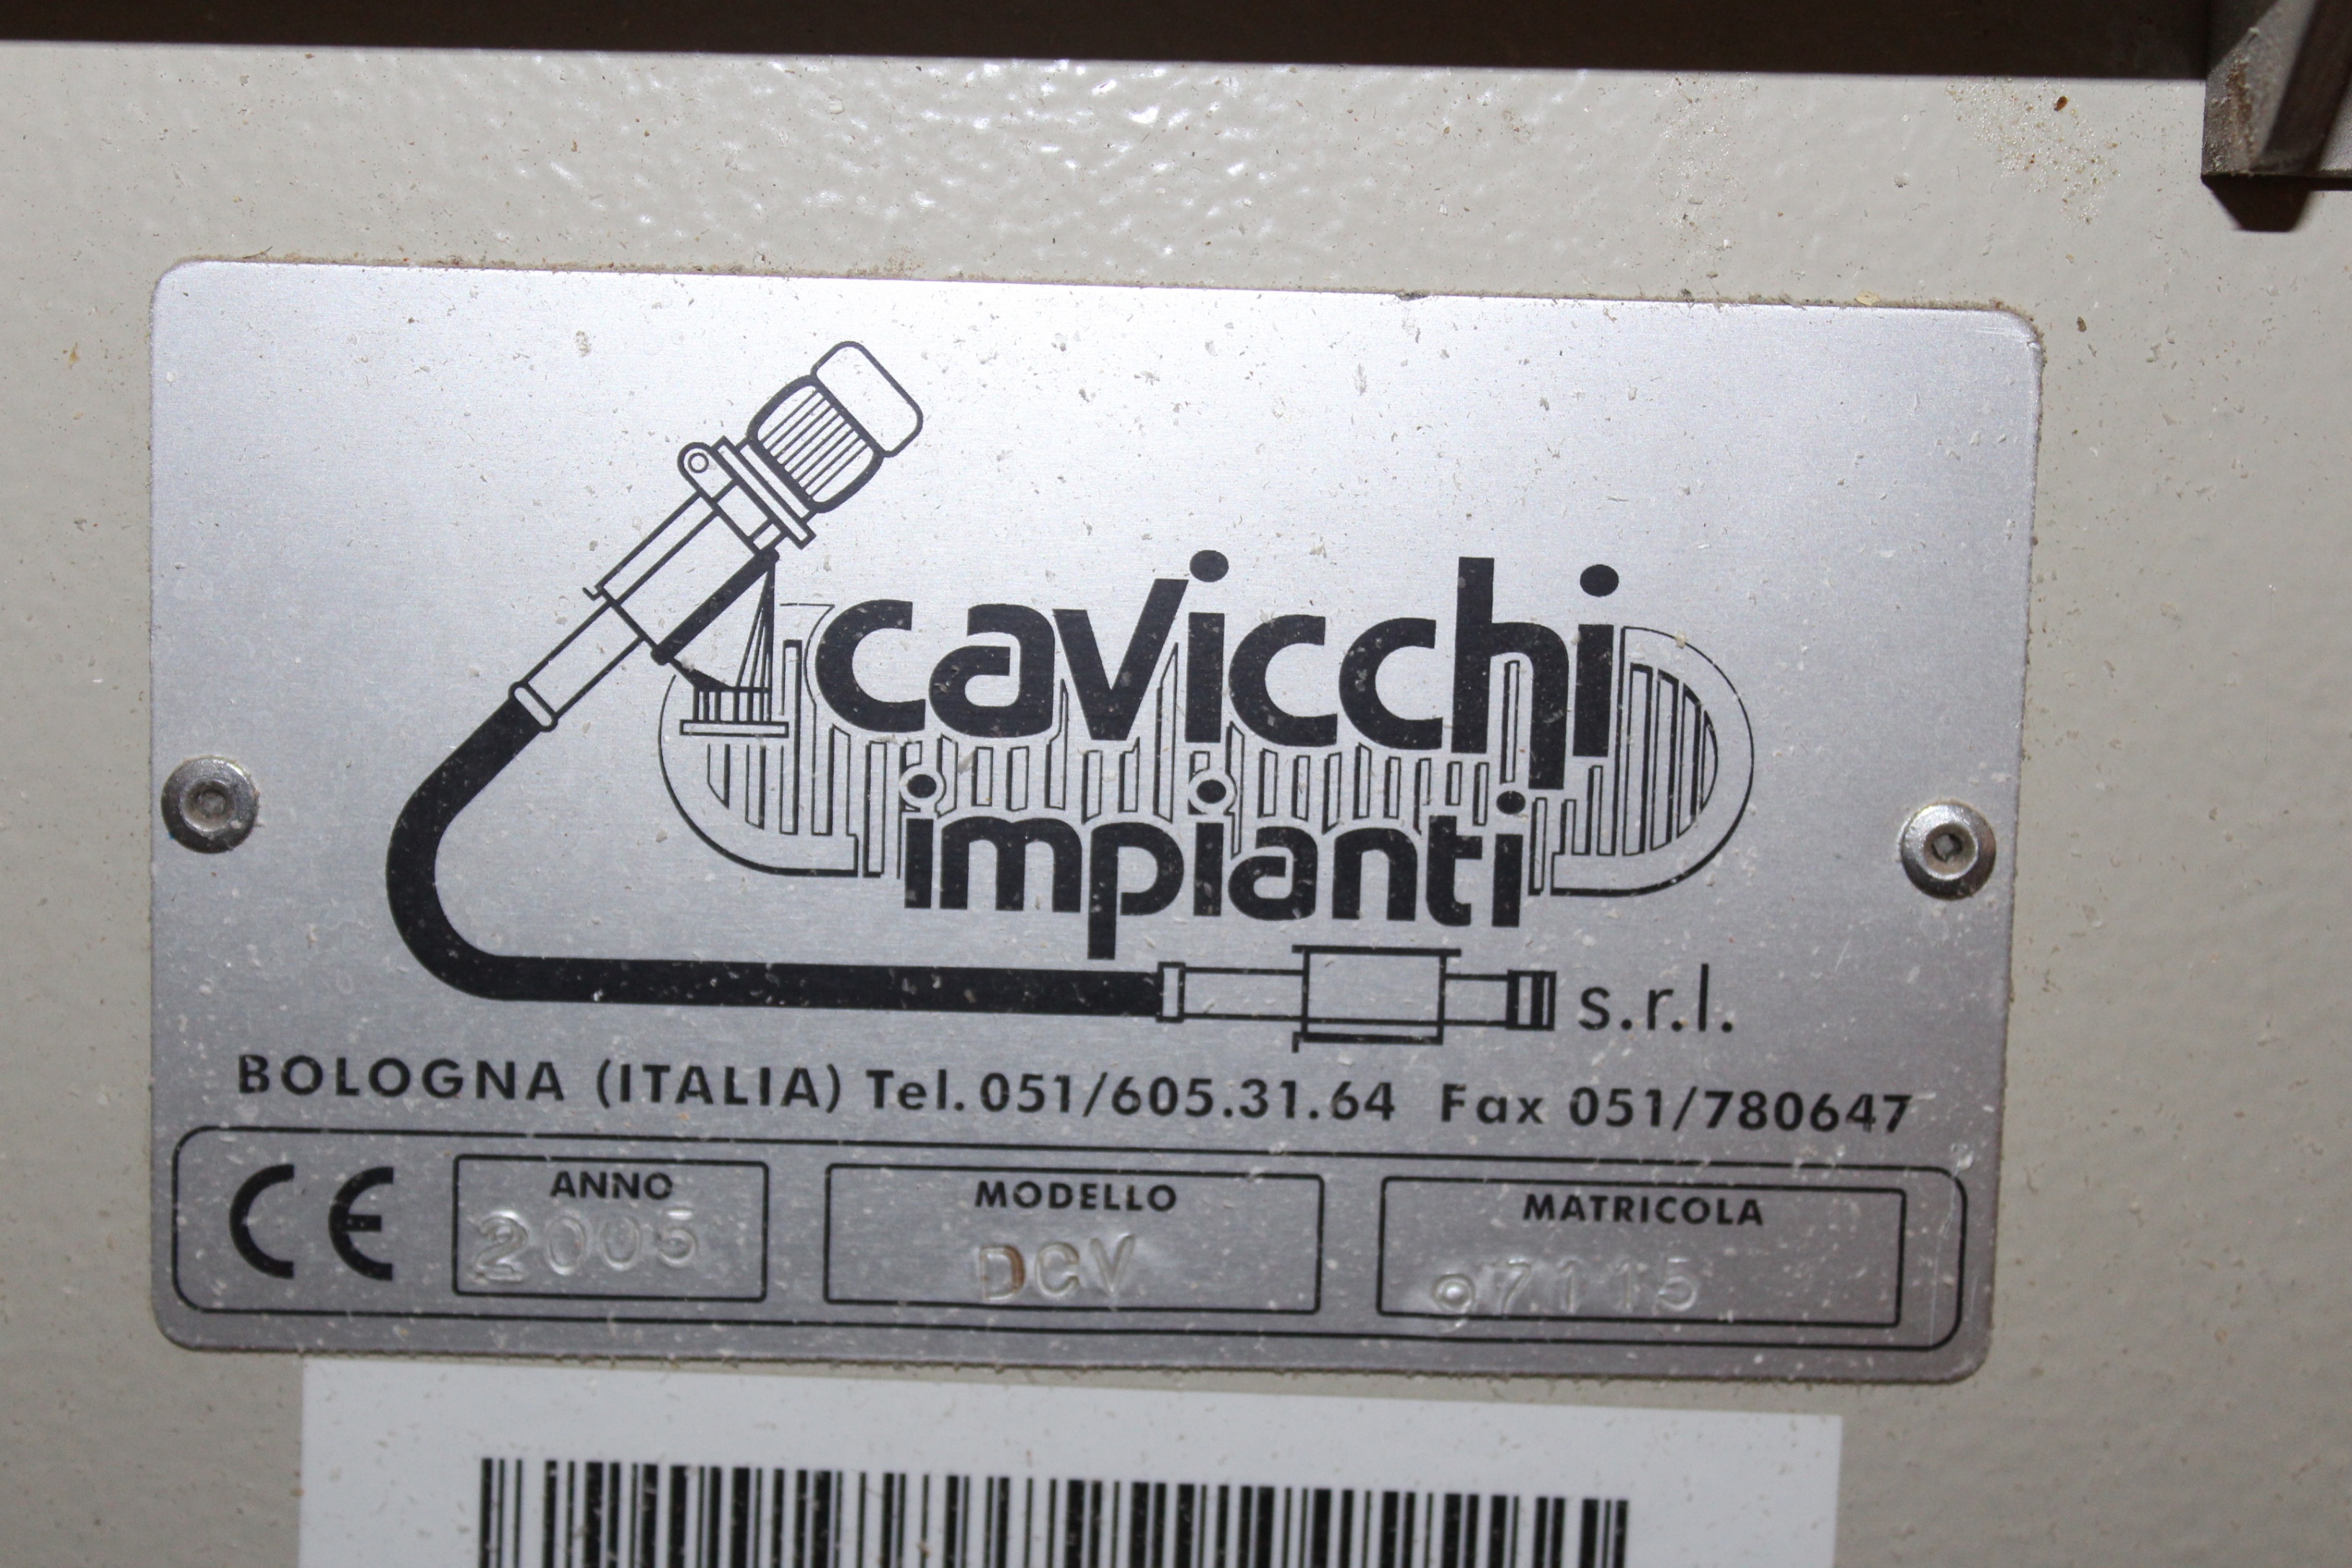 cavicchi
impianti
s.r.l.
BOLOGNA (ITALIA) Tel. 051/605.31.64 Fax 051/780647
CE ANNO MODELLO MATRICOLA
2005 DCV 97115